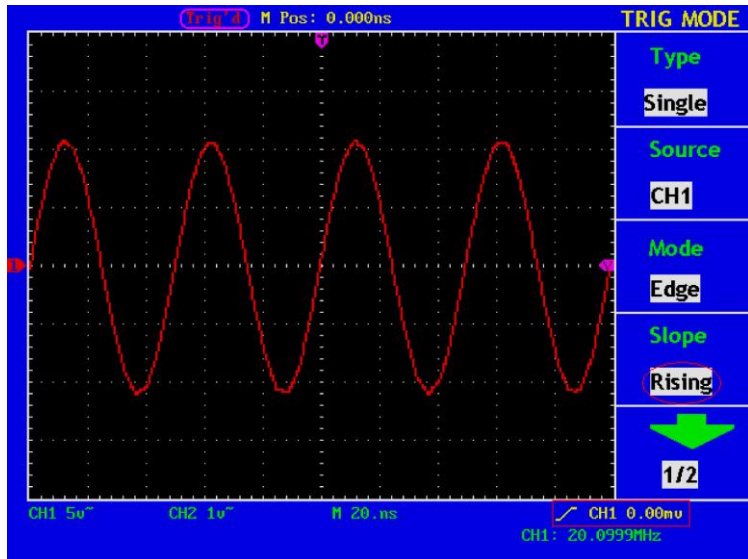 Trig'd M Pos: 0.000ns TRIG MODE
T
Type
Single
Source
CH1
1 V
Mode
Edge
Slope
Rising
1/2
CH1 5v~ CH2 1v~ M 20.ns CH1 0.00mv
CH1: 20.0999MHz